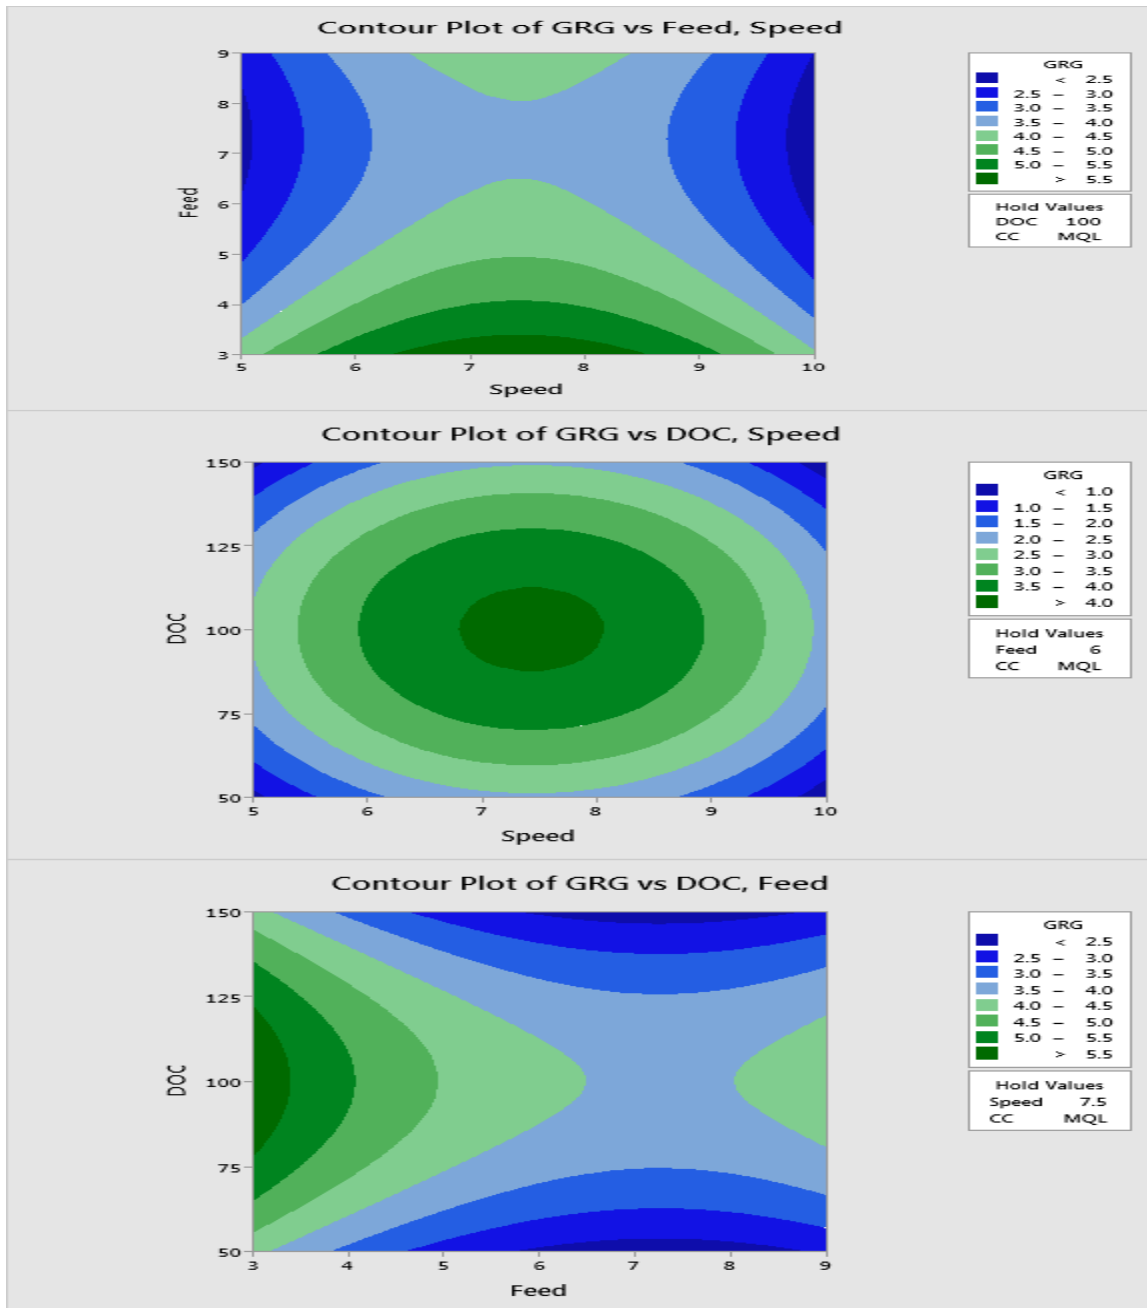 Contour Plot of GRG vs Feed, Speed
9
8
7
6
5
4
3
Feed
5 6 7 8 9 10
Speed
GRG
< 2.5
2.5 – 3.0
3.0 – 3.5
3.5 – 4.0
4.0 – 4.5
4.5 – 5.0
5.0 – 5.5
> 5.5
Hold Values
DOC 100
CC MQL
Contour Plot of GRG vs DOC, Speed
150
125
100
75
50
DOC
5 6 7 8 9 10
Speed
GRG
< 1.0
1.0 – 1.5
1.5 – 2.0
2.0 – 2.5
2.5 – 3.0
3.0 – 3.5
3.5 – 4.0
> 4.0
Hold Values
Feed 6
CC MQL
Contour Plot of GRG vs DOC, Feed
150
125
100
75
50
DOC
3 4 5 6 7 8 9
Feed
GRG
< 2.5
2.5 – 3.0
3.0 – 3.5
3.5 – 4.0
4.0 – 4.5
4.5 – 5.0
5.0 – 5.5
> 5.5
Hold Values
Speed 7.5
CC MQL